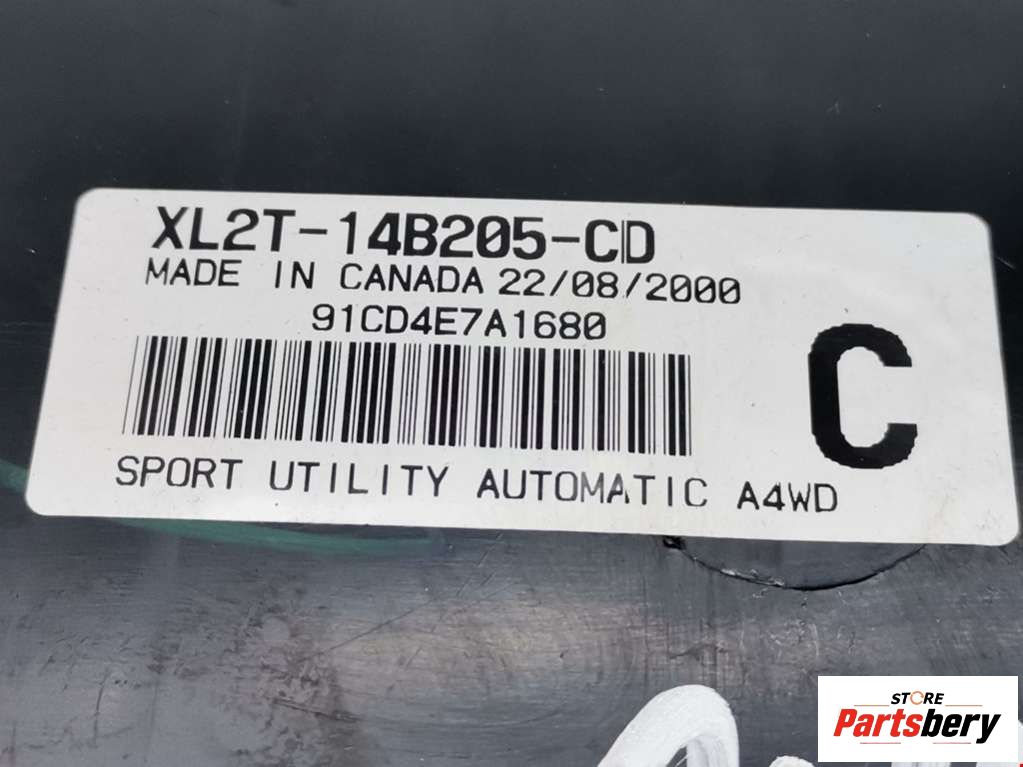 XL2T-14B205-CD
MADE IN CANADA 22/08/2000
91CD4E7A1680
C
SPORT UTILITY AUTOMATIC A4WD
STORE
Partsbery